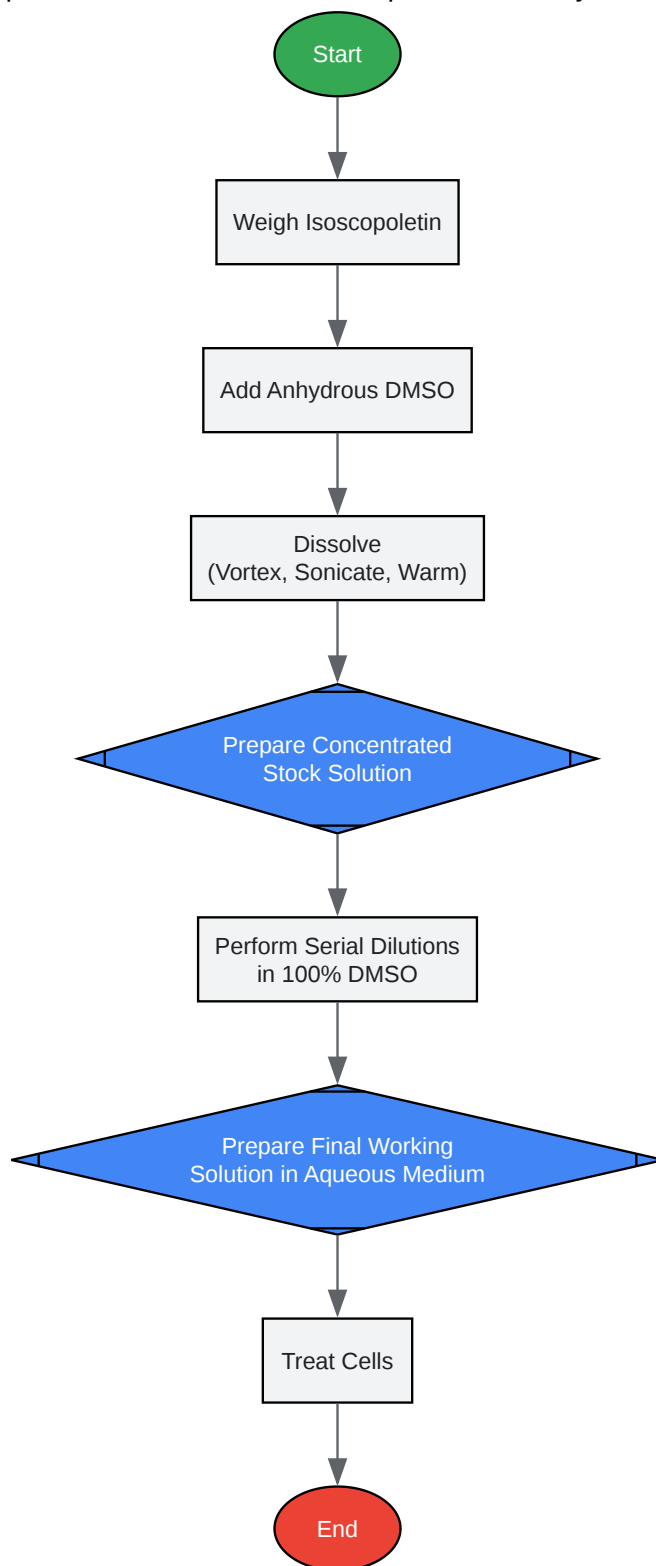 Start
Weigh Isoscopoletin
Add Anhydrous DMSO
Dissolve
(Vortex, Sonicate, Warm)
Prepare Concentrated
Stock Solution
Perform Serial Dilutions
in 100% DMSO
Prepare Final Working
Solution in Aqueous Medium
Treat Cells
End